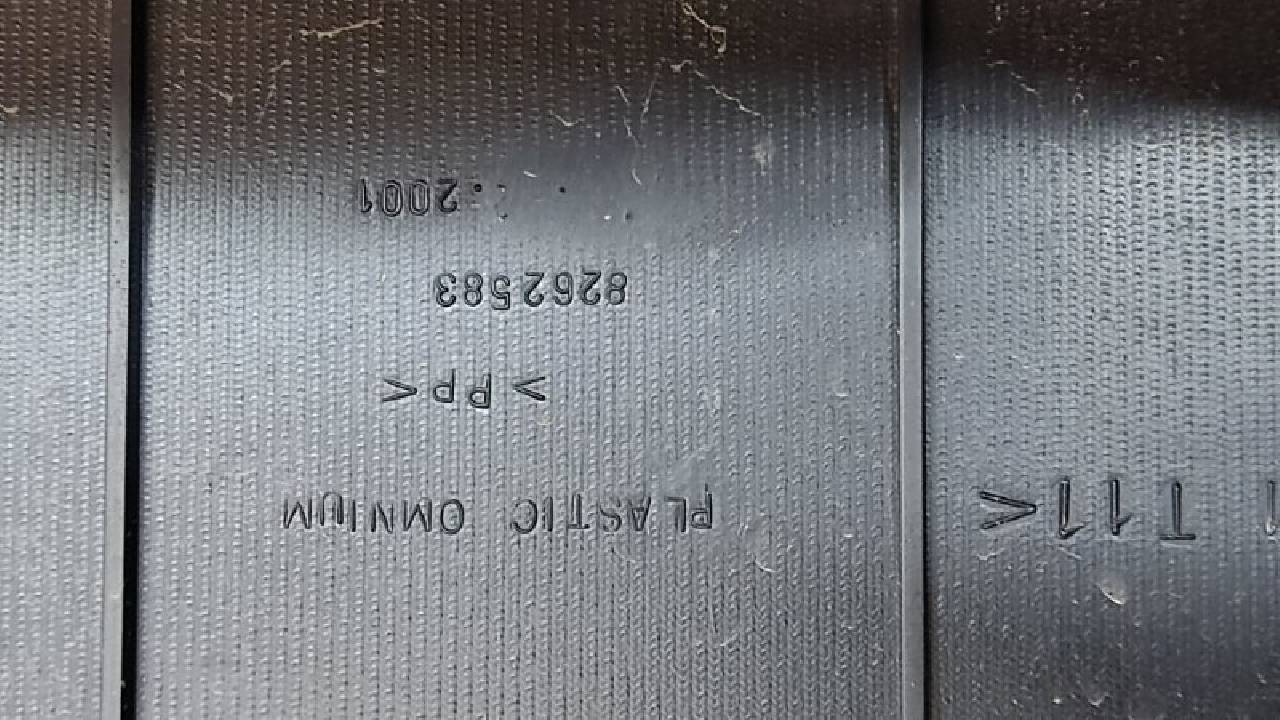 T11<
PLASTIC OMNIUM
>PP<
8262583
2001